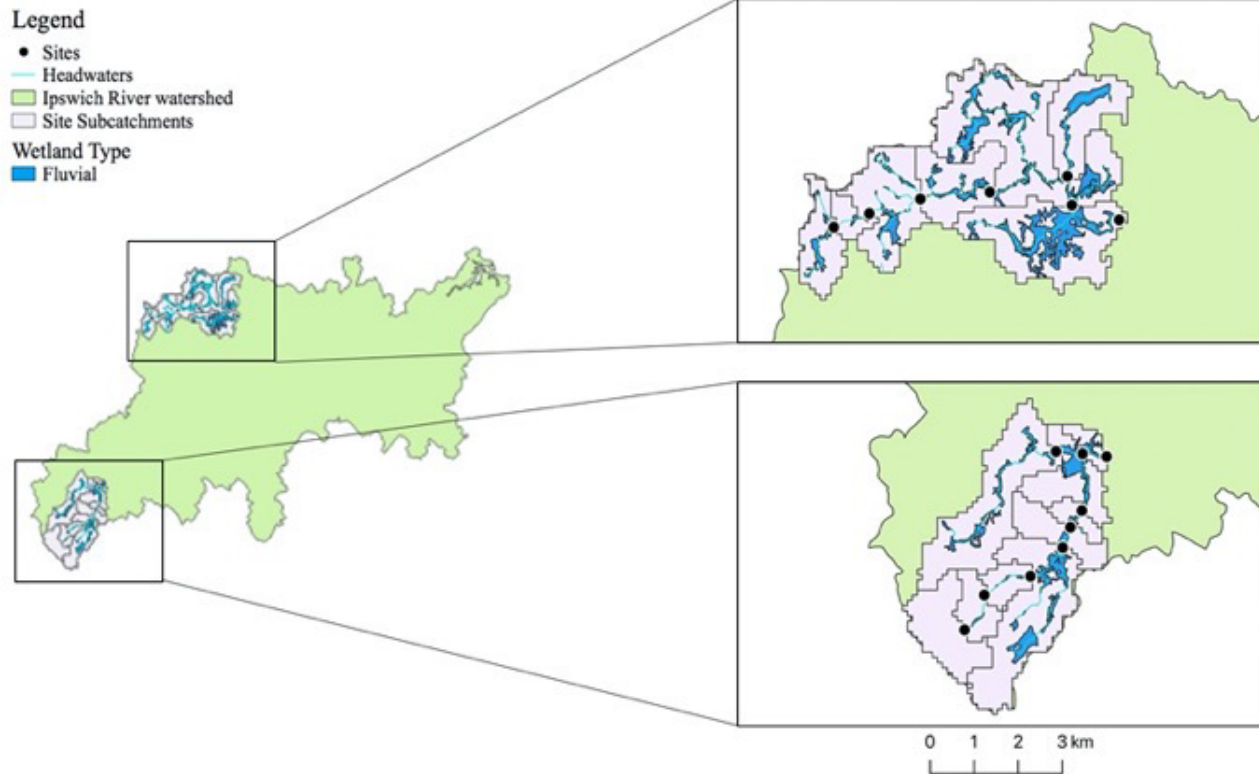 Legend
Sites
Headwaters
Ipswich River watershed
Site Subcatchments
Wetland Type
Fluvial
0 1 2 3 km